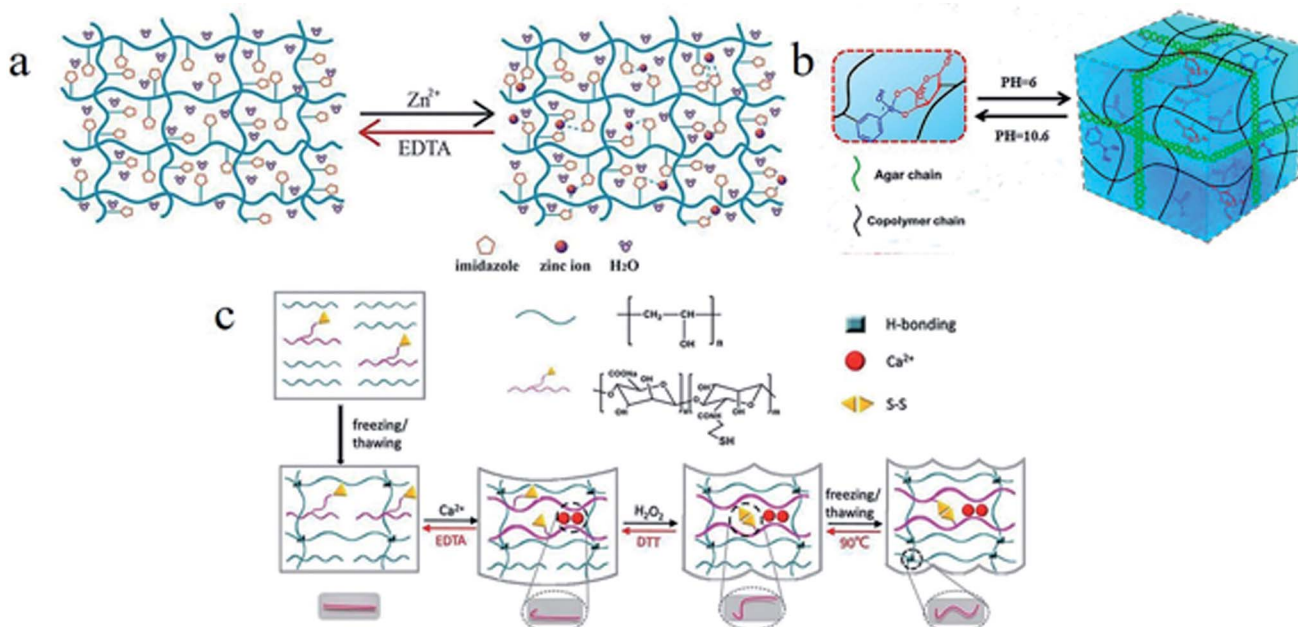 a
Zn²⁺
EDTA
imidazole zinc ion H₂O
b
PH=6
PH=10.6
Agar chain
Copolymer chain
c
CH₂ CH
OH
n
H-bonding
Ca²⁺
S-S
COONa
OH
OH
CONH
SH
m
freezing/
thawing
Ca²⁺
EDTA
H₂O₂
DTT
freezing/
thawing
90℃